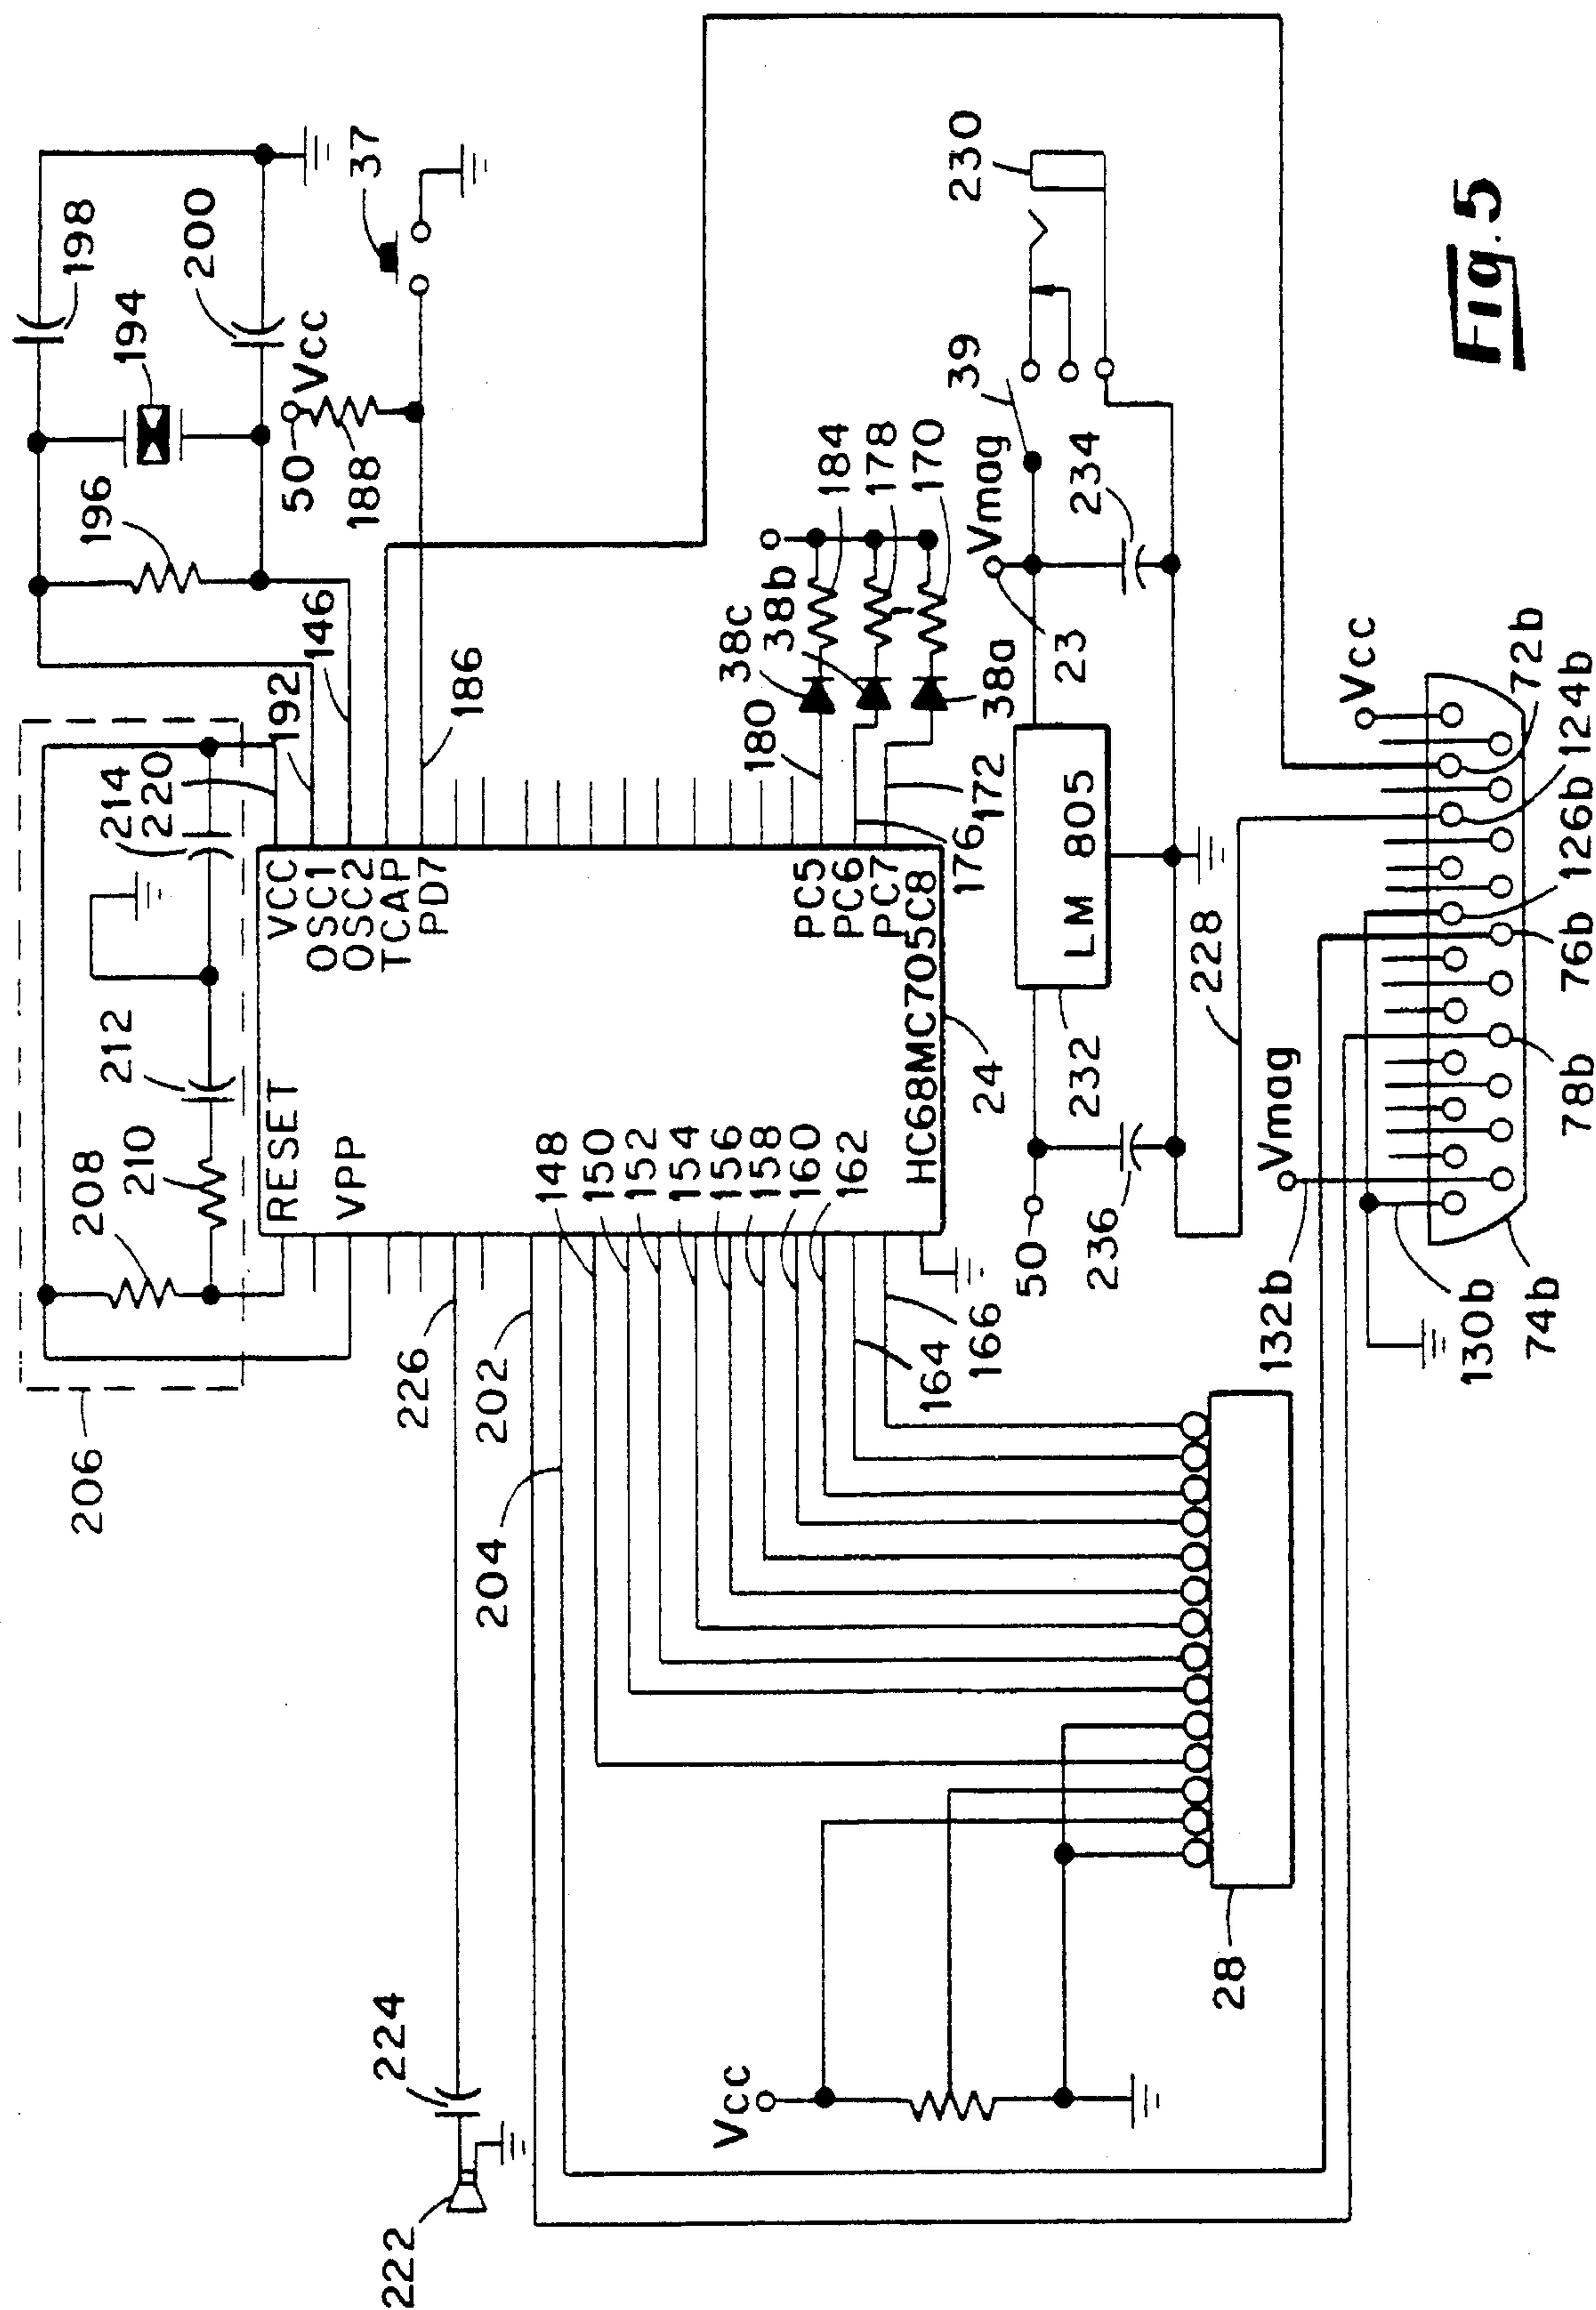 206
208
210
212
214
220
192
146
196
194
198
200
50
Vcc
188
37
186
RESET
VPP
VCC
OSC1
OSC2
TCAP
PD7
PC5
PC6
PC7
HC68MC705C8
24
222
224
226
202
204
148
150
152
154
156
158
160
162
164
166
180
176
172
38c
38b
38a
184
178
170
Vcc
28
50
236
232
LM 805
23
Vmag
234
39
230
228
Vmag
132b
130b
74b
78b
76b
126b
124b
72b
Vcc
Fig. 5